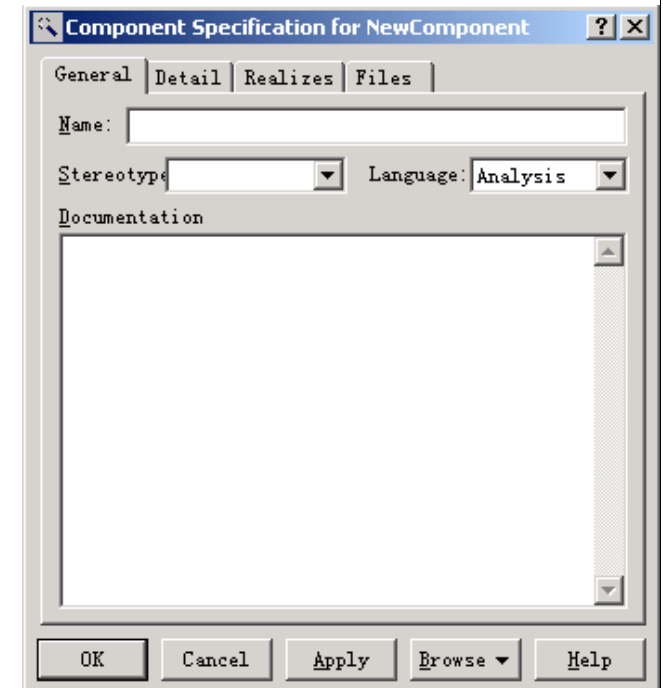 Component Specification for NewComponent
General Detail Realizes Files
Name:
Stereotype Language: Analysis
Documentation
OK Cancel Apply Browse Help